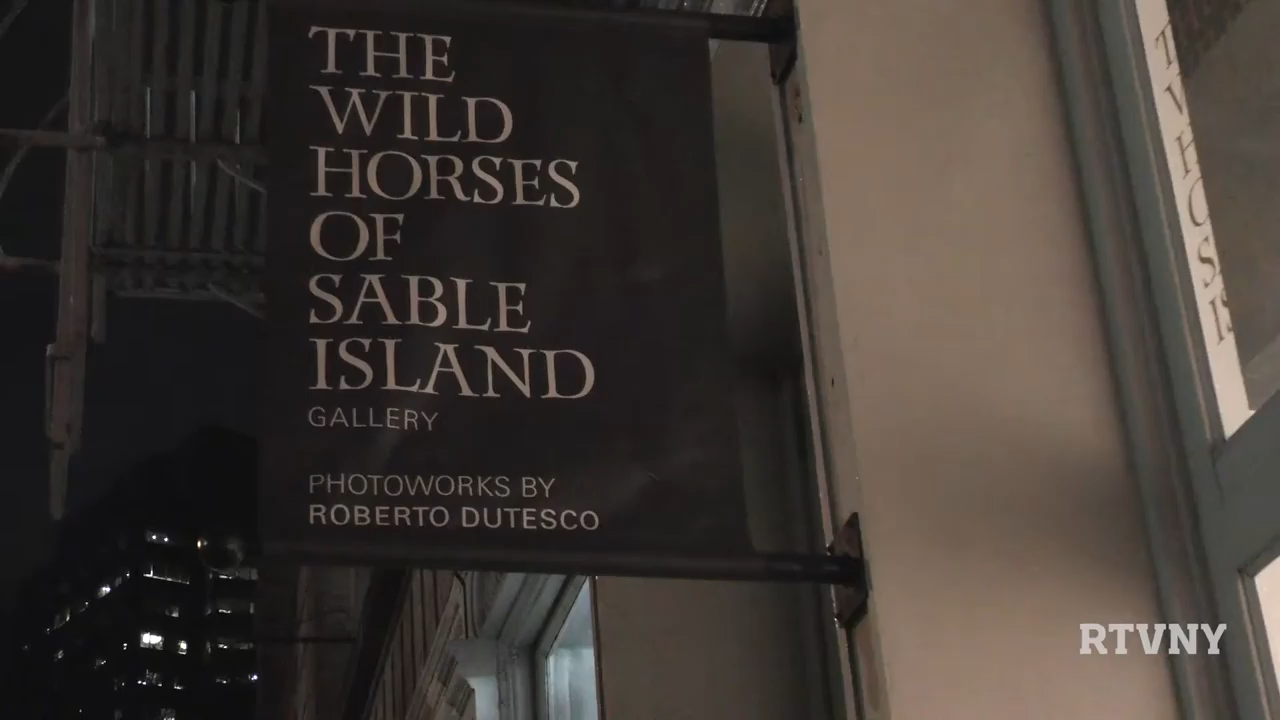 THE
WILD
HORSES
OF
SABLE
ISLAND
GALLERY
PHOTOWORKS BY
ROBERTO DUTESCO
RTVNY